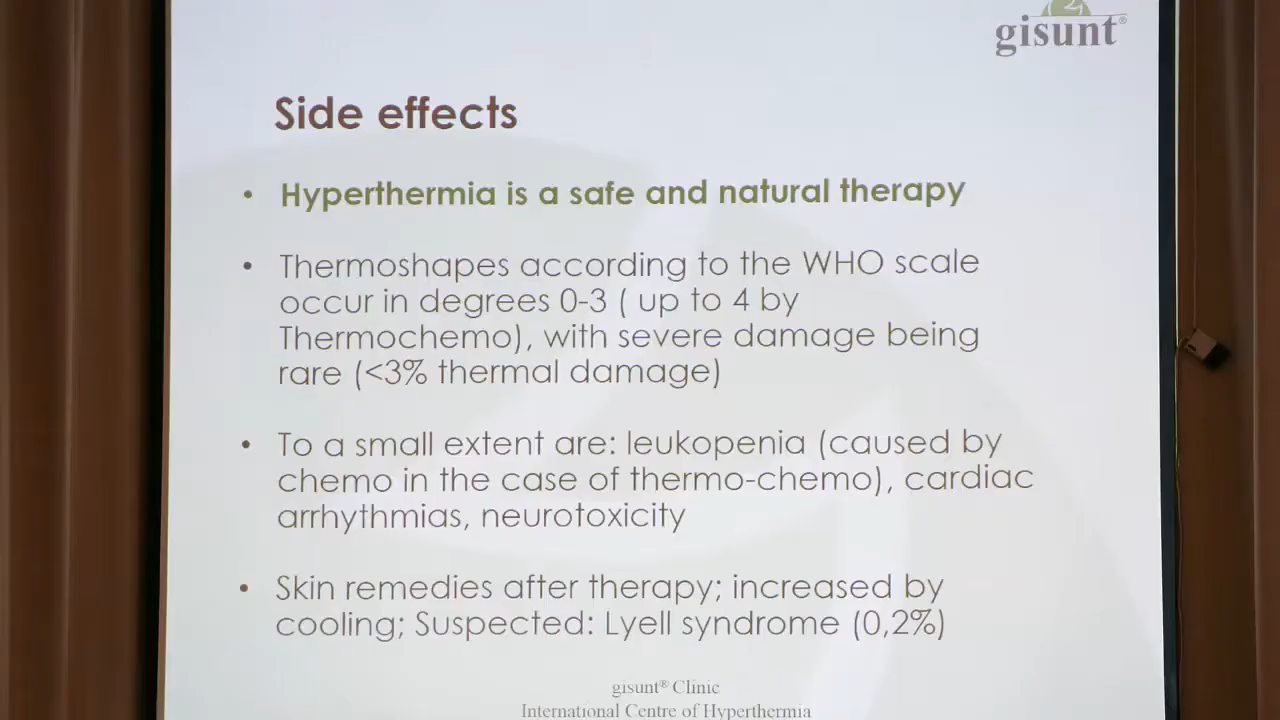 gisunt®
Side effects
• Hyperthermia is a safe and natural therapy
• Thermoshapes according to the WHO scale
occur in degrees 0-3 ( up to 4 by
Thermochemo), with severe damage being
rare (<3% thermal damage)
• To a small extent are: leukopenia (caused by
chemo in the case of thermo-chemo), cardiac
arrhythmias, neurotoxicity
• Skin remedies after therapy; increased by
cooling; Suspected: Lyell syndrome (0,2%)
gisunt® Clinic
International Centre of Hyperthermia